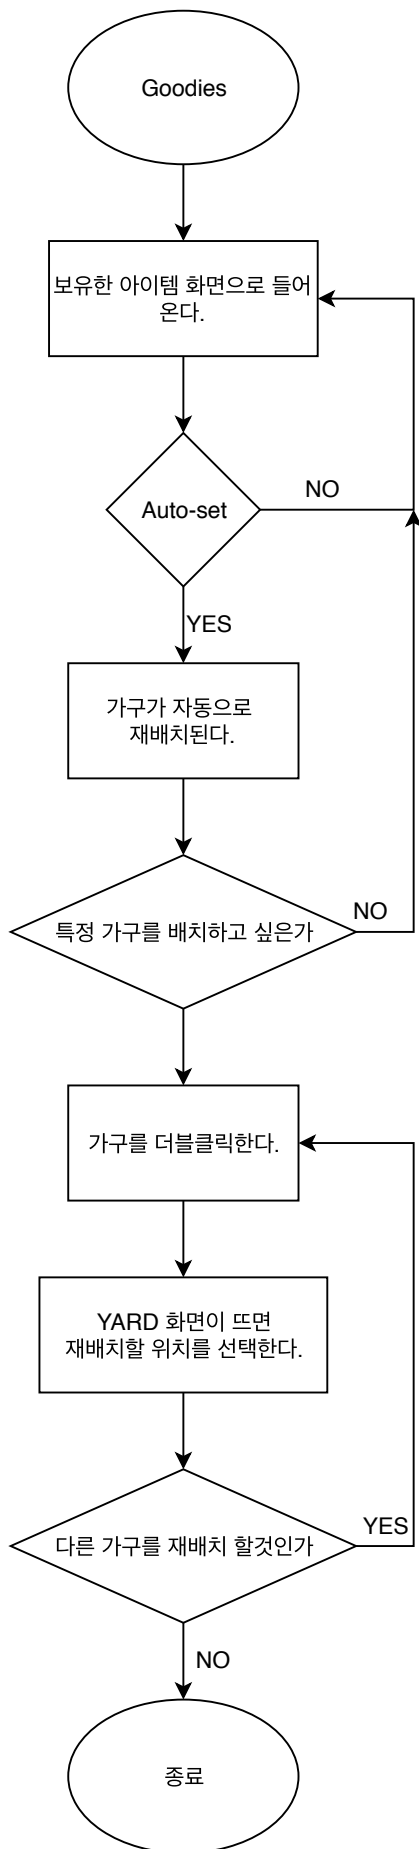 Goodies
보유한 아이템 화면으로 들어
온다.
Auto-set
NO
YES
가구가 자동으로
재배치된다.
특정 가구를 배치하고 싶은가
NO
가구를 더블클릭한다.
YARD 화면이 뜨면
재배치할 위치를 선택한다.
다른 가구를 재배치 할것인가
YES
NO
종료